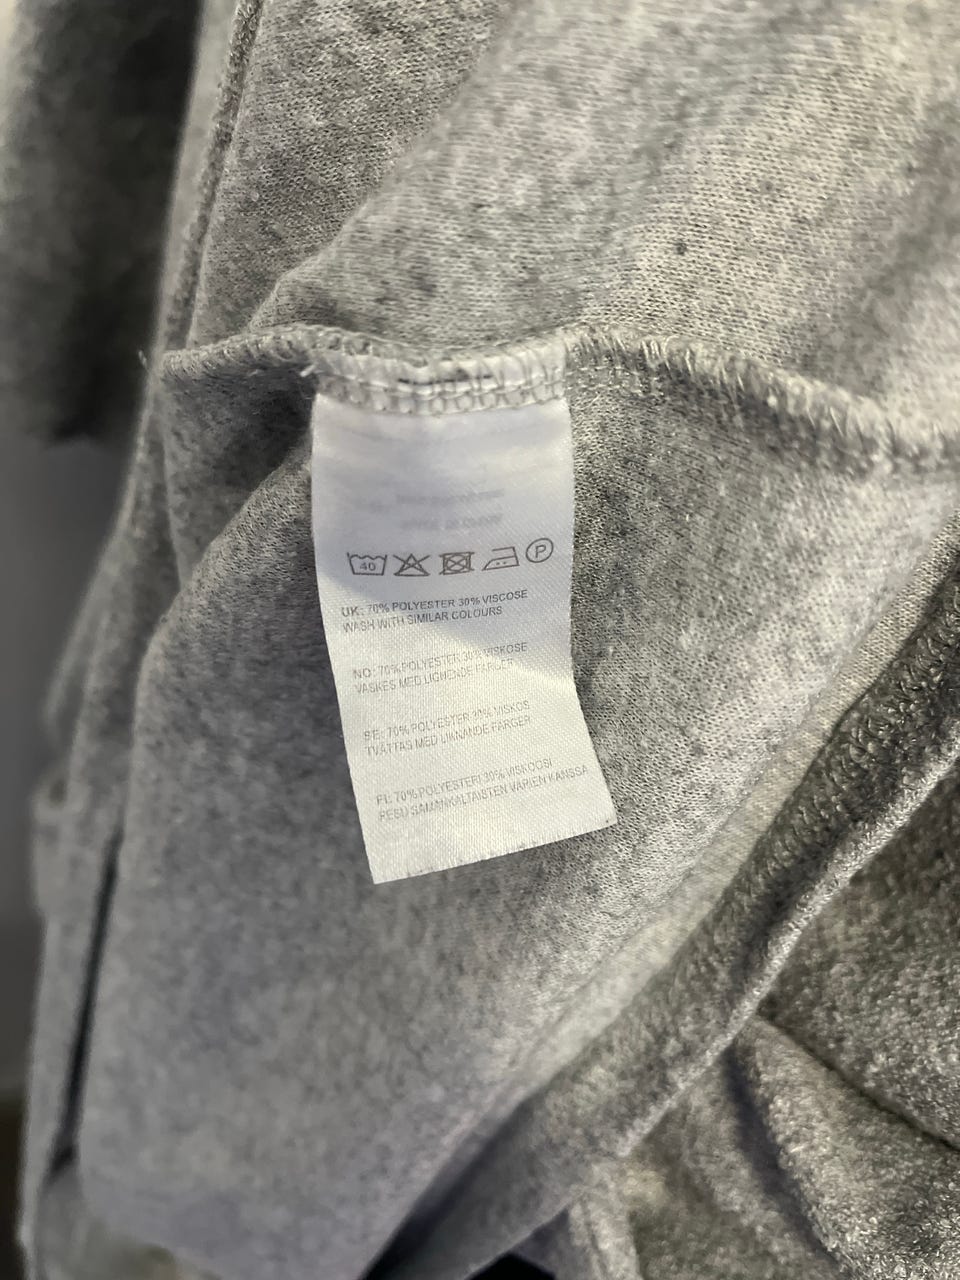 40
P
UK: 70% POLYESTER 30% VISCOSE
WASH WITH SIMILAR COLOURS
NO: 70% POLYESTER 30% VISKOSE
VASKES MED LIGNENDE FARGER
SE: 70% POLYESTER 30% VISKOS
TVÄTTAS MED LIKNANDE FÄRGER
FI: 70% POLYESTERI 30% VISKOOSI
PESU SAMANKALTAISTEN VÄRIEN KANSSA